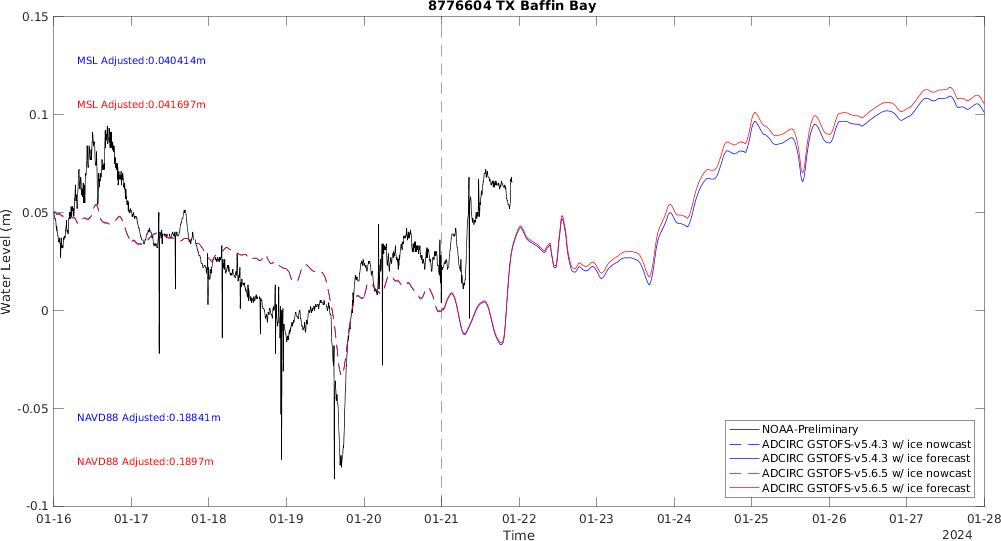 8776604 TX Baffin Bay
Water Level (m)
0.15
0.1
0.05
0
-0.05
-0.1
MSL Adjusted:0.040414m
MSL Adjusted:0.041697m
NAVD88 Adjusted:0.18841m
NAVD88 Adjusted:0.1897m
NOAA-Preliminary
ADCIRC GSTOFS-v5.4.3 w/ ice nowcast
ADCIRC GSTOFS-v5.4.3 w/ ice forecast
ADCIRC GSTOFS-v5.6.5 w/ ice nowcast
ADCIRC GSTOFS-v5.6.5 w/ ice forecast
01-16 01-17 01-18 01-19 01-20 01-21 01-22 01-23 01-24 01-25 01-26 01-27 01-28
Time
2024